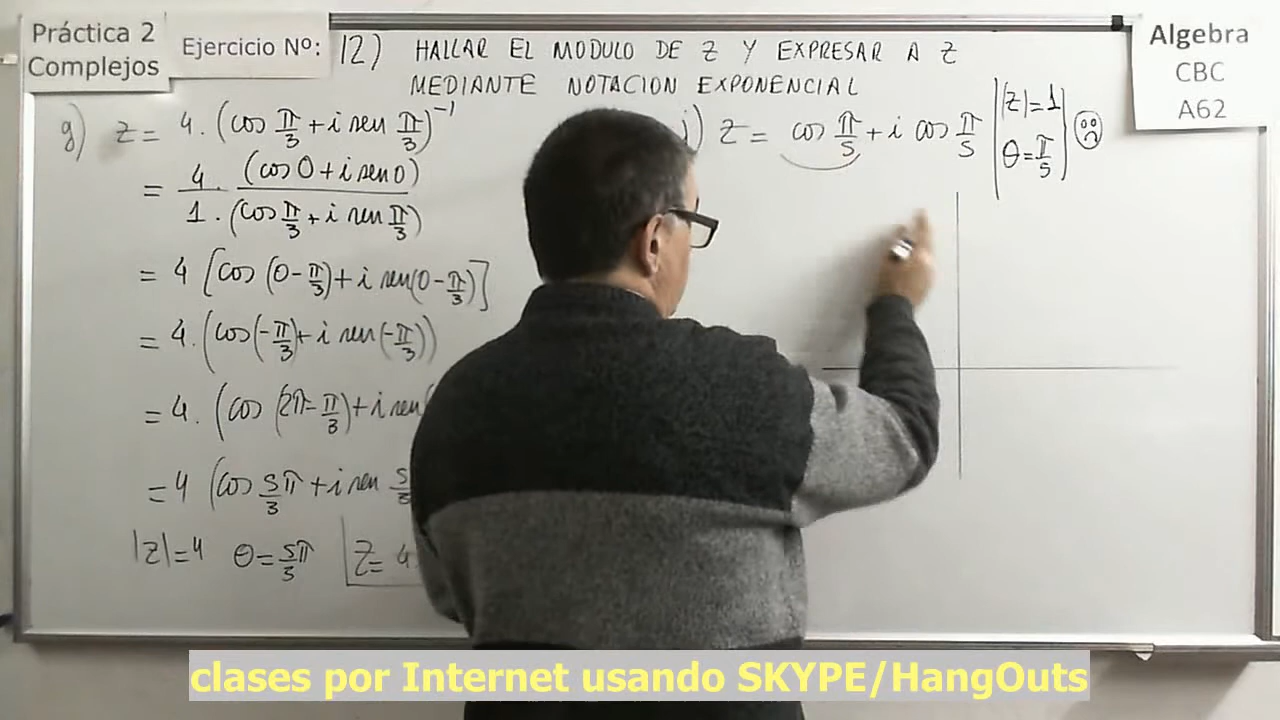 Práctica 2
Complejos
Ejercicio Nº:
12) HALLAR EL MODULO DE Z Y EXPRESAR A Z
MEDIANTE NOTACION EXPONENCIAL
Algebra
CBC
A62
g) z = 4 . (cos π/3 + i sen π/3)^-1
= 4 . (cos 0 + i sen 0) / 1 . (cos π/3 + i sen π/3)
= 4 [cos (0 - π/3) + i sen (0 - π/3)]
= 4 . (cos (-π/3) + i sen (-π/3))
= 4 . (cos (2π - π/3) + i sen (
= 4 (cos 5/3 π + i sen 5/3
|z| = 4 θ = 5π/3 Z = 4
j) z = cos π/5 + i cos π/5
|z| = 1
θ = π/5
clases por Internet usando SKYPE/HangOuts